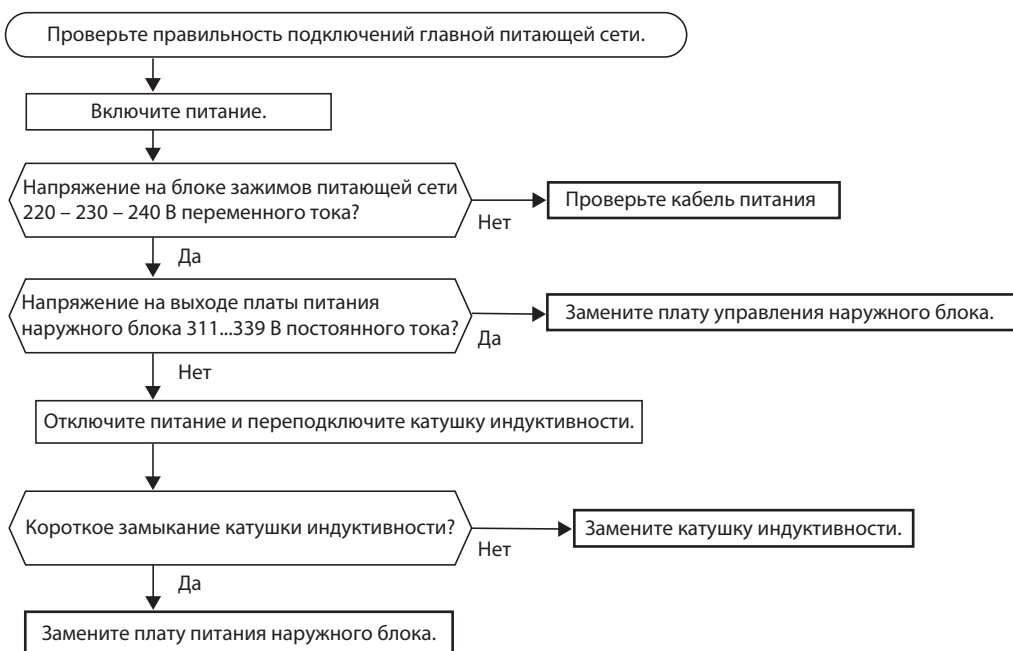 Проверьте правильность подключений главной питающей сети.
Включите питание.
Напряжение на блоке зажимов питающей сети
220 – 230 – 240 В переменного тока?
Нет
Проверьте кабель питания
Да
Напряжение на выходе платы питания
наружного блока 311...339 В постоянного тока?
Да
Замените плату управления наружного блока.
Нет
Отключите питание и переподключите катушку индуктивности.
Короткое замыкание катушки индуктивности?
Нет
Замените катушку индуктивности.
Да
Замените плату питания наружного блока.